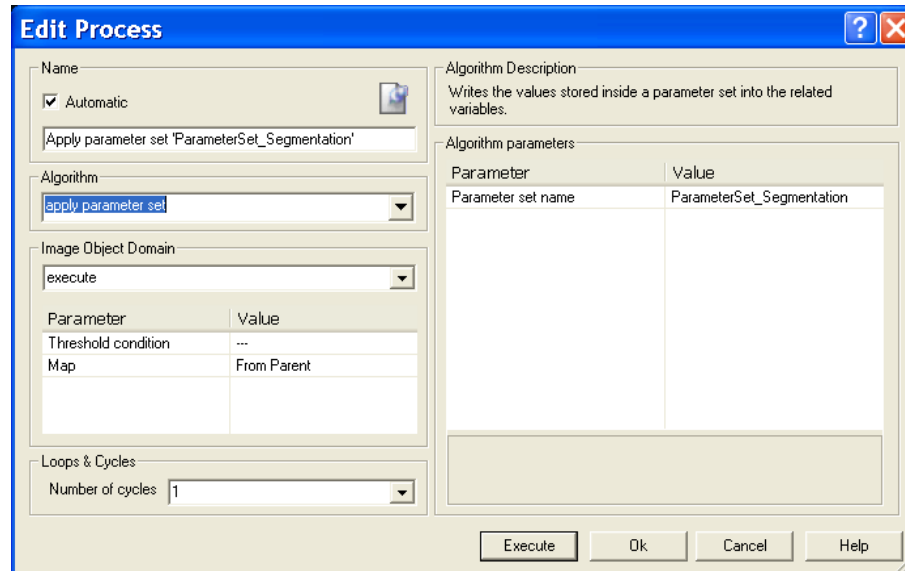 Edit Process
Name
Automatic
Apply parameter set 'ParameterSet_Segmentation'
Algorithm
apply parameter set
Image Object Domain
execute
Parameter Value
Threshold condition ---
Map From Parent
Loops & Cycles
Number of cycles 1
Algorithm Description
Writes the values stored inside a parameter set into the related
variables.
Algorithm parameters
Parameter Value
Parameter set name ParameterSet_Segmentation
Execute Ok Cancel Help